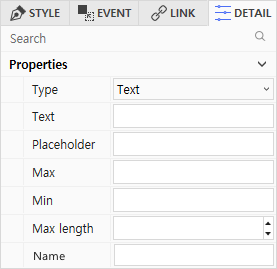 STYLE EVENT LINK DETAIL
Search
Properties
Type Text
Text
Placeholder
Max
Min
Max length
Name